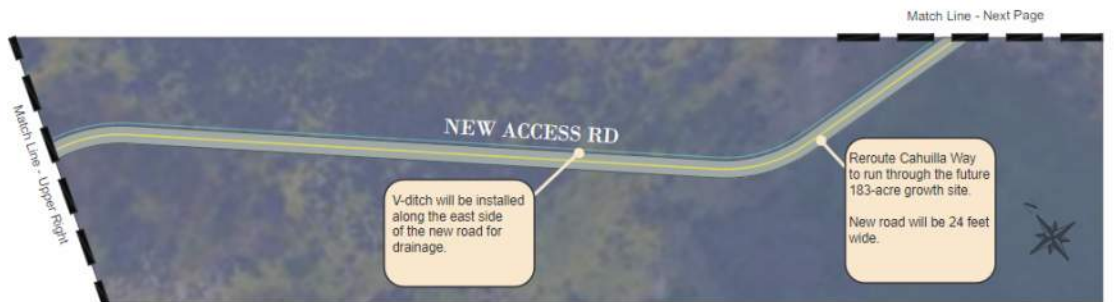 Match Line - Next Page
Match Line - Upper Right
NEW ACCESS RD
V-ditch will be installed
along the east side
of the new road for
drainage.
Reroute Cahuilla Way
to run through the future
183-acre growth site.
New road will be 24 feet
wide.